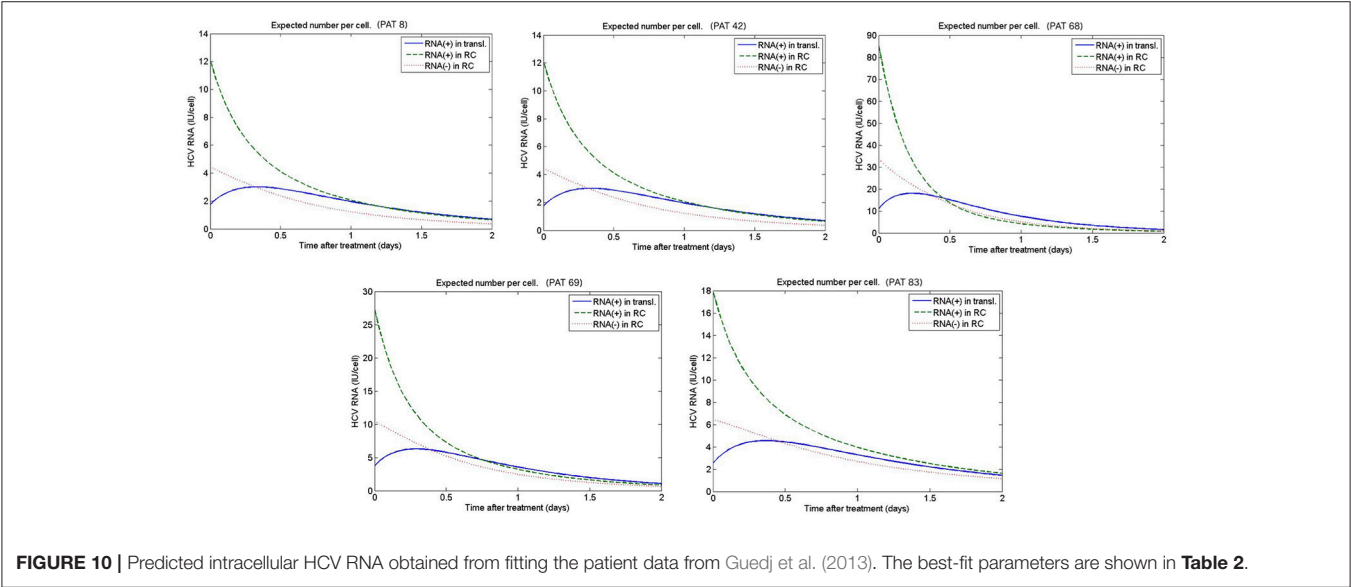 Expected number per cell. (PAT 8)
14
12
10
8
6
4
2
0
HCV RNA (IU/cell)
RNA(+) in transl.
RNA(+) in RC
RNA(-) in RC
0 0.5 1 1.5 2
Time after treatment (days)
Expected number per cell. (PAT 42)
14
12
10
8
6
4
2
0
HCV RNA (IU/cell)
RNA(+) in transl.
RNA(+) in RC
RNA(-) in RC
0 0.5 1 1.5 2
Time after treatment (days)
Expected number per cell. (PAT 68)
90
80
70
60
50
40
30
20
10
0
HCV RNA (IU/cell)
RNA(+) in transl.
RNA(+) in RC
RNA(-) in RC
0 0.5 1 1.5 2
Time after treatment (days)
Expected number per cell. (PAT 69)
30
25
20
15
10
5
0
HCV RNA (IU/cell)
RNA(+) in transl.
RNA(+) in RC
RNA(-) in RC
0 0.5 1 1.5 2
Time after treatment (days)
Expected number per cell. (PAT 83)
18
16
14
12
10
8
6
4
2
0
HCV RNA (IU/cell)
RNA(+) in transl.
RNA(+) in RC
RNA(-) in RC
0 0.5 1 1.5 2
Time after treatment (days)
FIGURE 10 | Predicted intracellular HCV RNA obtained from fitting the patient data from Guedj et al. (2013). The best-fit parameters are shown in Table 2.